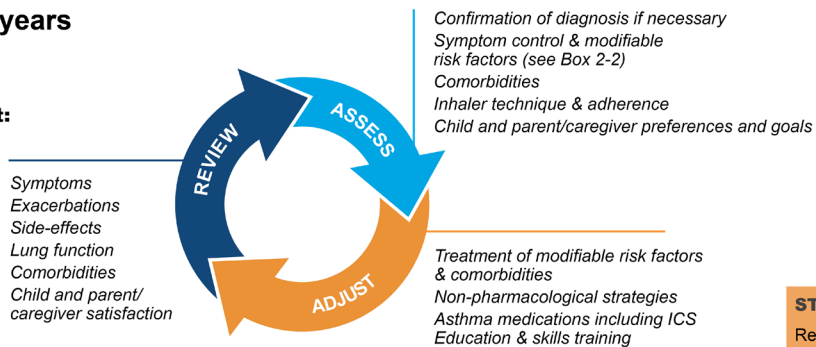 years
t:
Confirmation of diagnosis if necessary
Symptom control & modifiable
risk factors (see Box 2-2)
Comorbidities
Inhaler technique & adherence
Child and parent/caregiver preferences and goals
ASSESS
REVIEW
ADJUST
Symptoms
Exacerbations
Side-effects
Lung function
Comorbidities
Child and parent/
caregiver satisfaction
Treatment of modifiable risk factors
& comorbidities
Non-pharmacological strategies
Asthma medications including ICS
Education & skills training
ST
Re